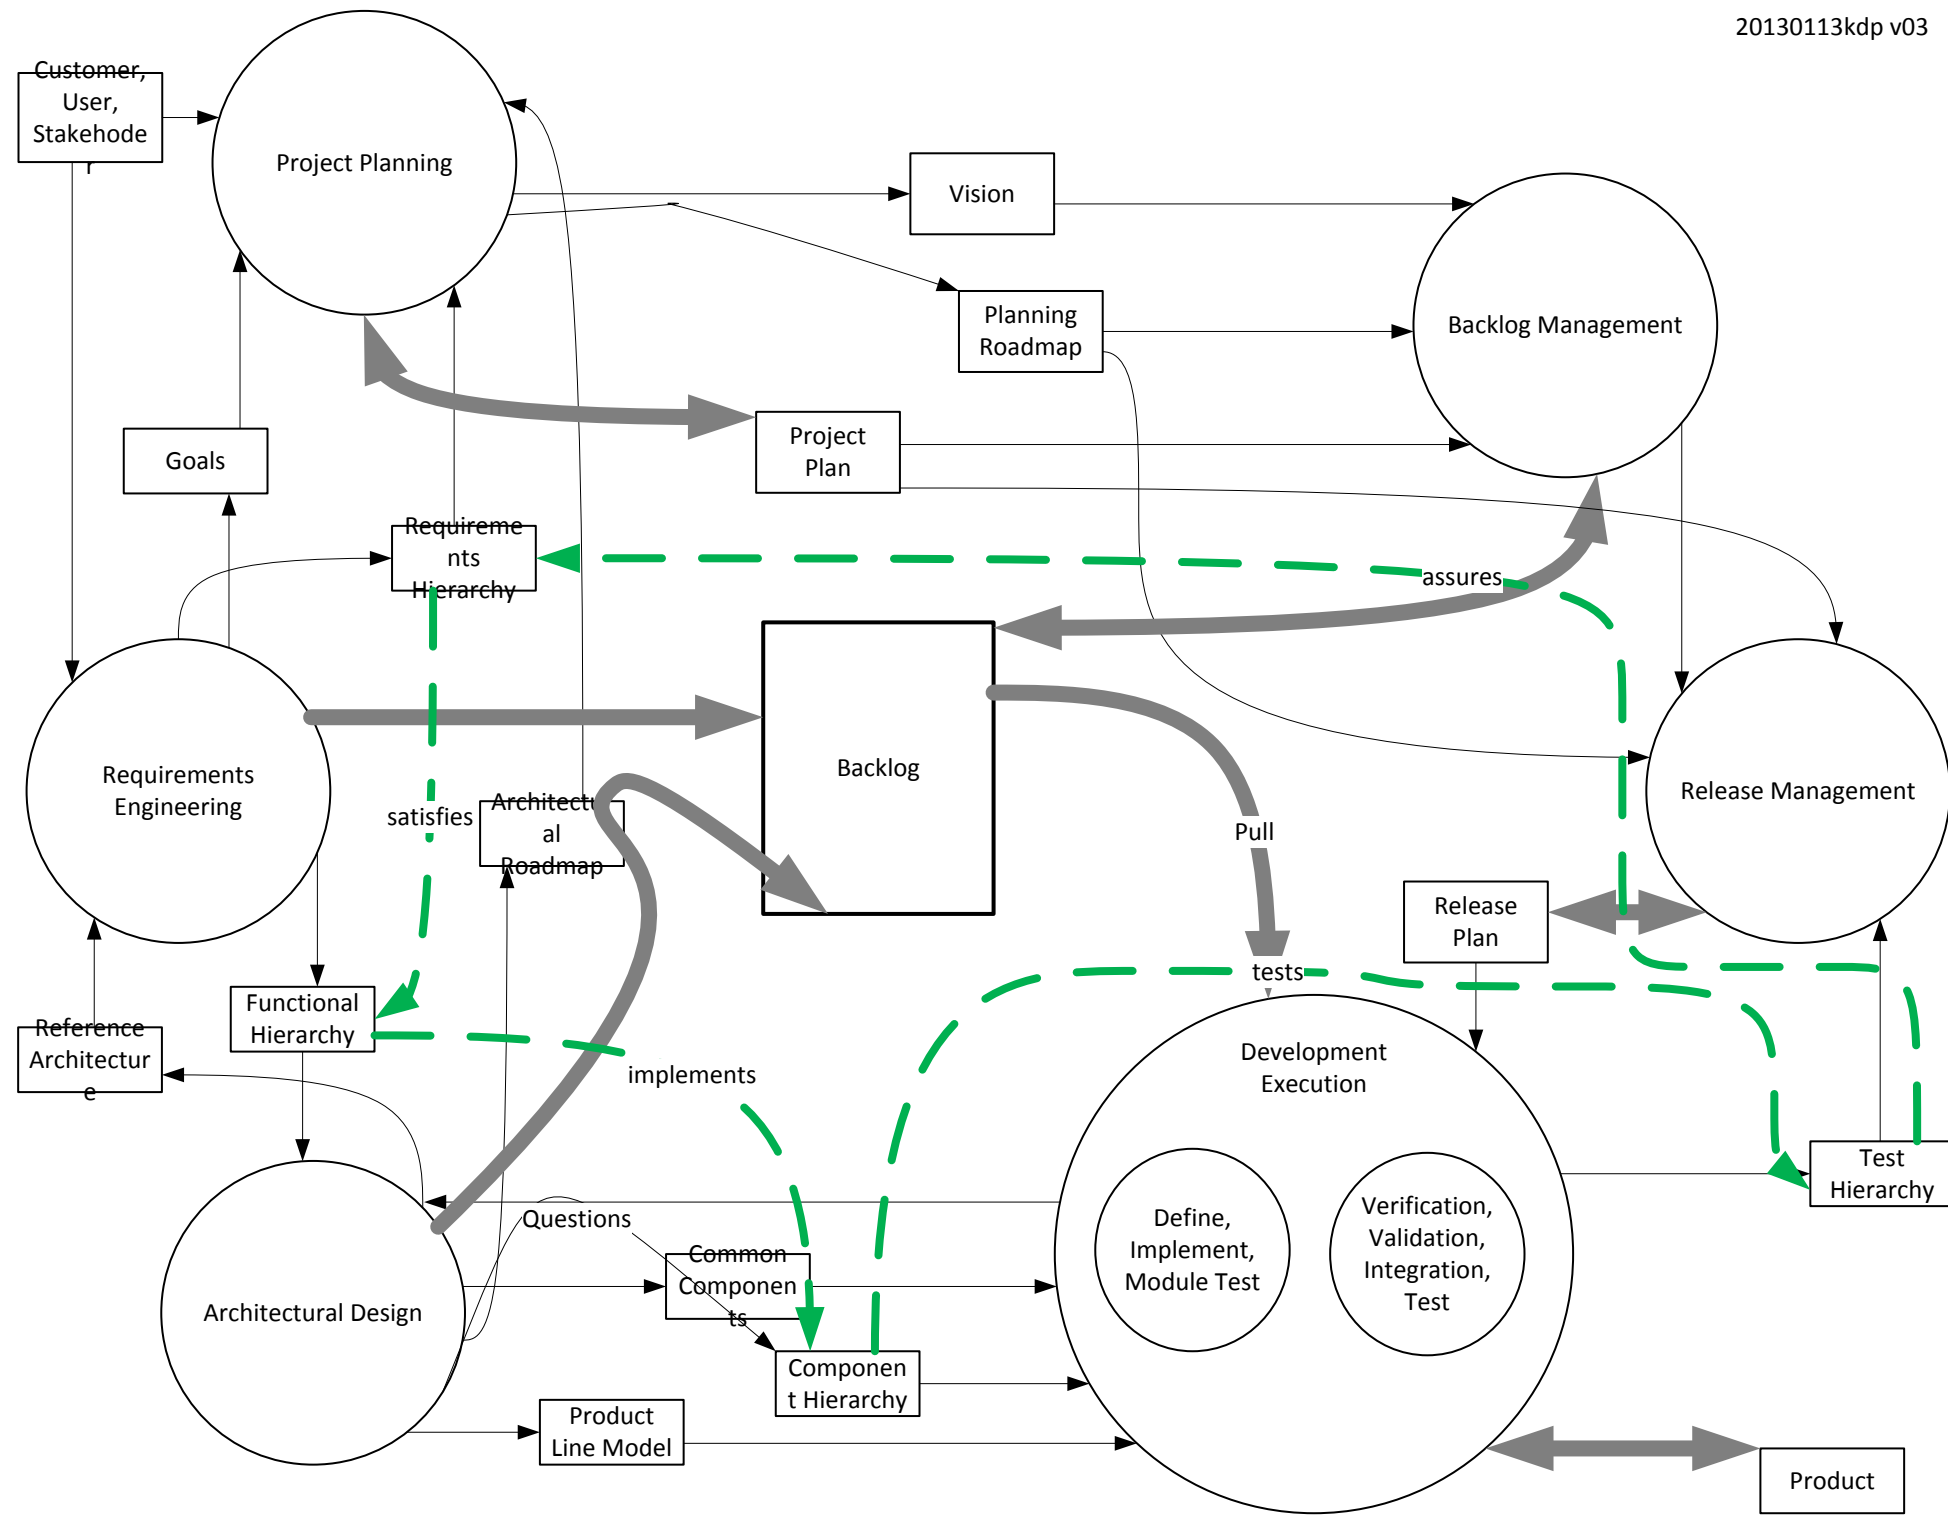 20130113kdp v03
Customer,
User,
Stakehode
r
Project Planning
Vision
Backlog Management
Planning
Roadmap
Project
Plan
Goals
Requireme
nts
Hierarchy
assures
Requirements
Engineering
satisfies
Architectu
al
Roadmap
Backlog
Pull
Release Management
Release
Plan
tests
Functional
Hierarchy
Reference
Architectur
e
implements
Development
Execution
Test
Hierarchy
Questions
Define,
Implement,
Module Test
Verification,
Validation,
Integration,
Test
Common
Componen
ts
Architectural Design
Componen
t Hierarchy
Product
Line Model
Product